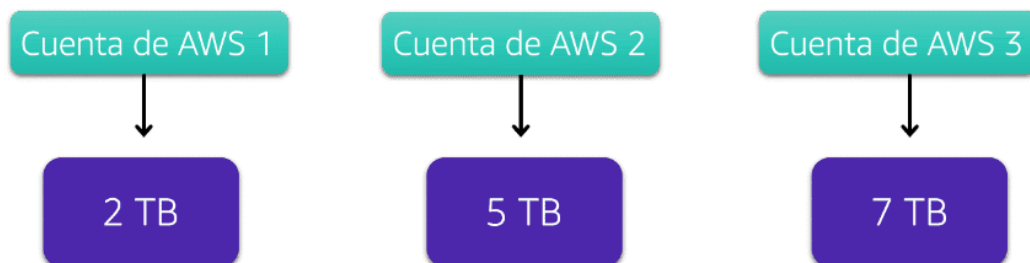 Cuenta de AWS 1
Cuenta de AWS 2
Cuenta de AWS 3
2 TB
5 TB
7 TB